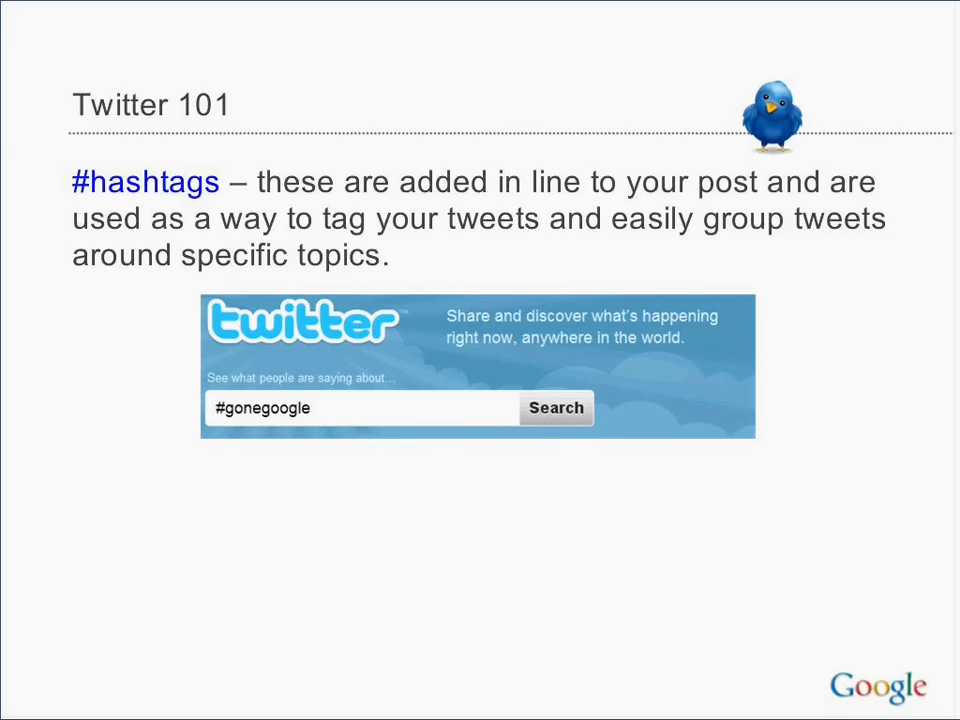 Twitter 101
#hashtags – these are added in line to your post and are
used as a way to tag your tweets and easily group tweets
around specific topics.
twitter™
Share and discover what's happening
right now, anywhere in the world.
See what people are saying about...
#gonegoogle
Search
Google